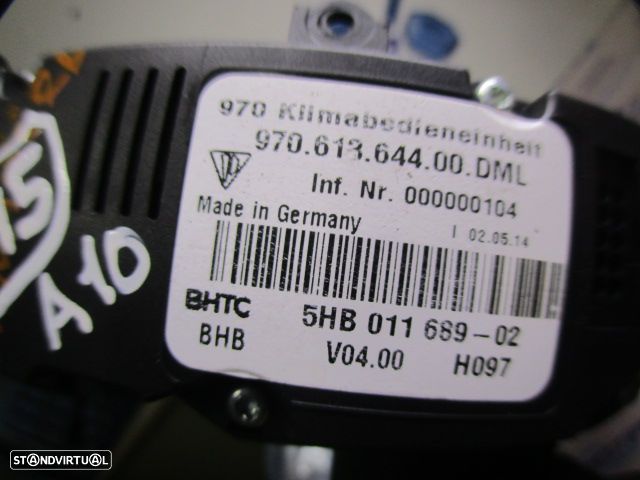 970 Klimabedieneinheit
970.613.644.00.DML
Inf. Nr. 000000104
Made in Germany
I 02.05.14
BHTC 5HB 011 689-02
BHB V04.00 H097
15
A10
STANDVIRTUAL